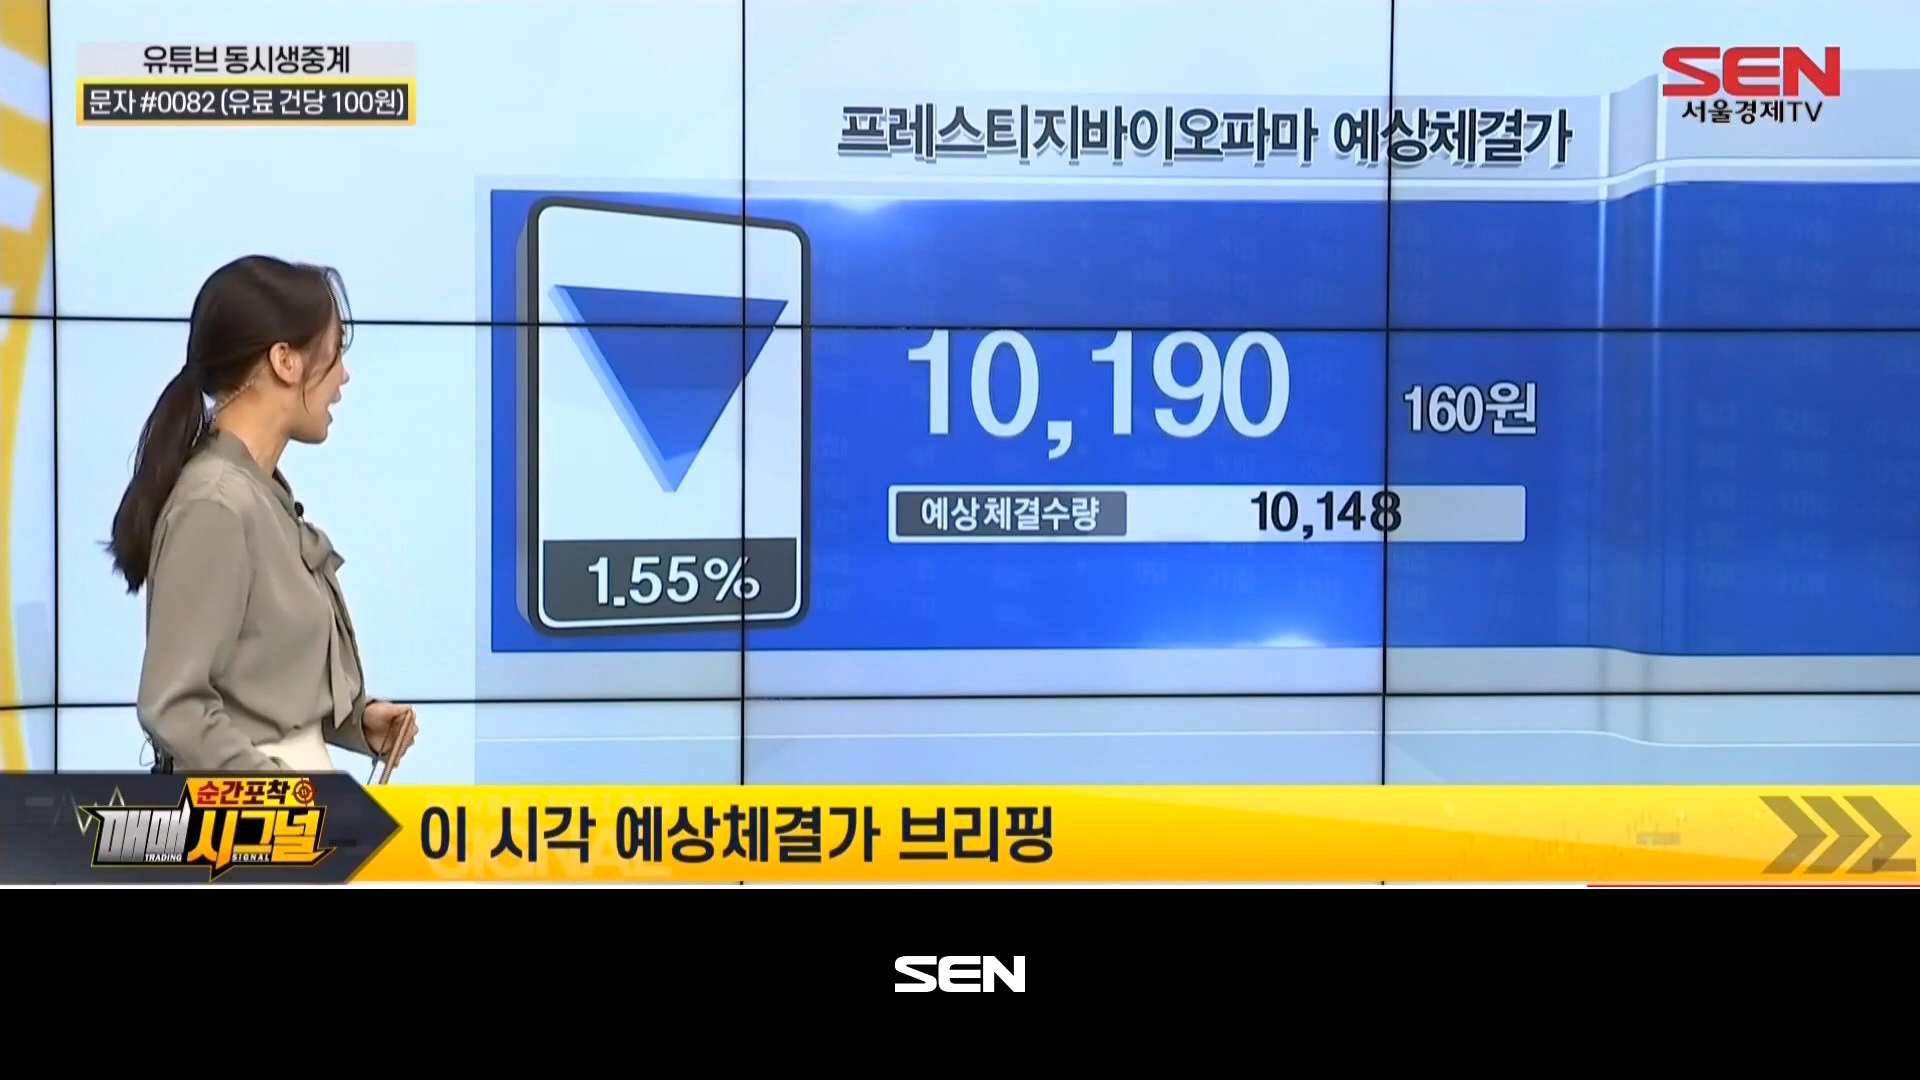 유튜브 동시생중계
문자 #0082 (유료 건당 100원)
SEN
서울경제TV
프레스티지바이오파마 예상체결가
10,190
160원
예상체결수량
10,148
1.55%
순간포착
매매 시그널
TRADING
SIGNAL
이 시각 예상체결가 브리핑
SEN